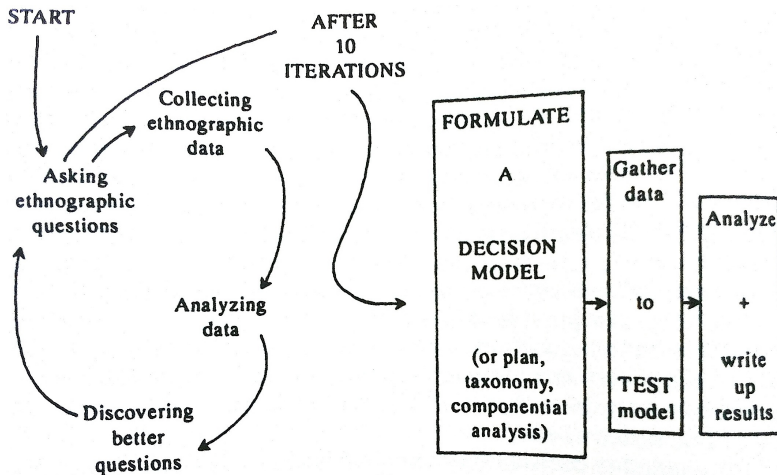 START
AFTER
10
ITERATIONS
Collecting
ethnographic
data
Asking
ethnographic
questions
Analyzing
data
Discovering
better
questions
FORMULATE
A
DECISION
MODEL
(or plan,
taxonomy,
componential
analysis)
Gather
data
to
TEST
model
Analyze
+
write
up
results